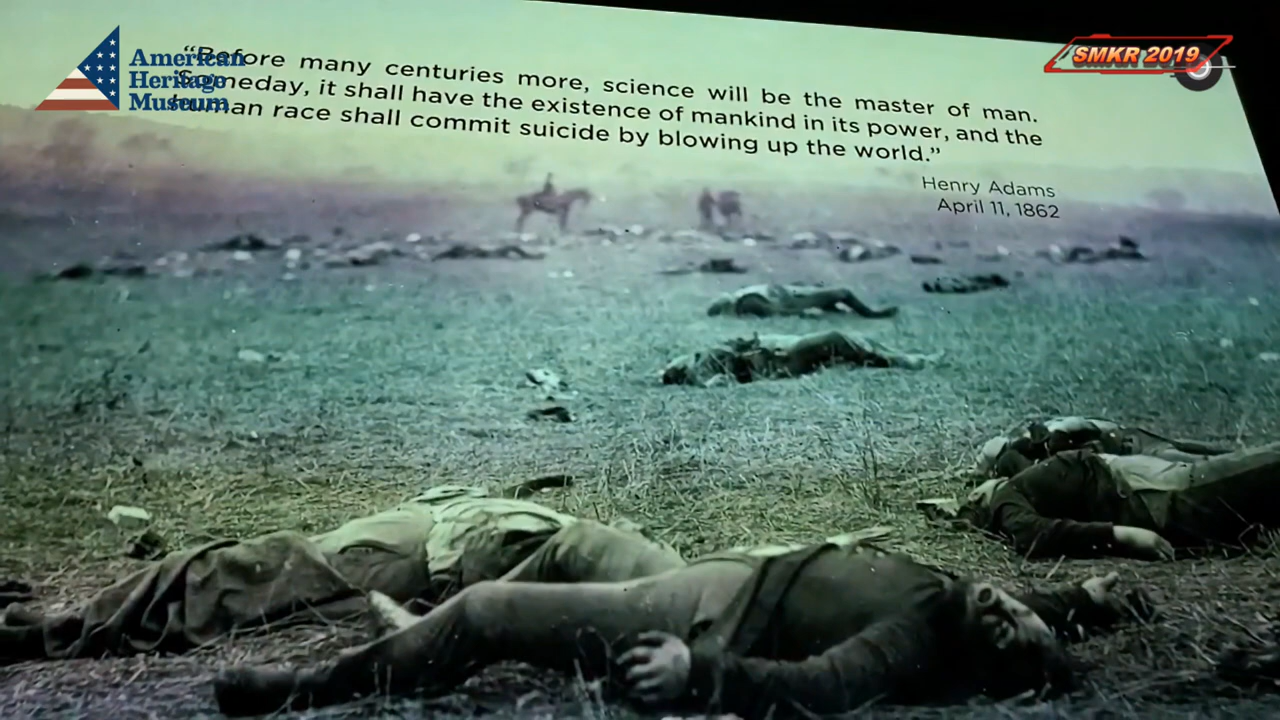 American
Heritage
Museum
SMKR 2019
“Before many centuries more, science will be the master of man.
Someday, it shall have the existence of mankind in its power, and the
human race shall commit suicide by blowing up the world.”
Henry Adams
April 11, 1862